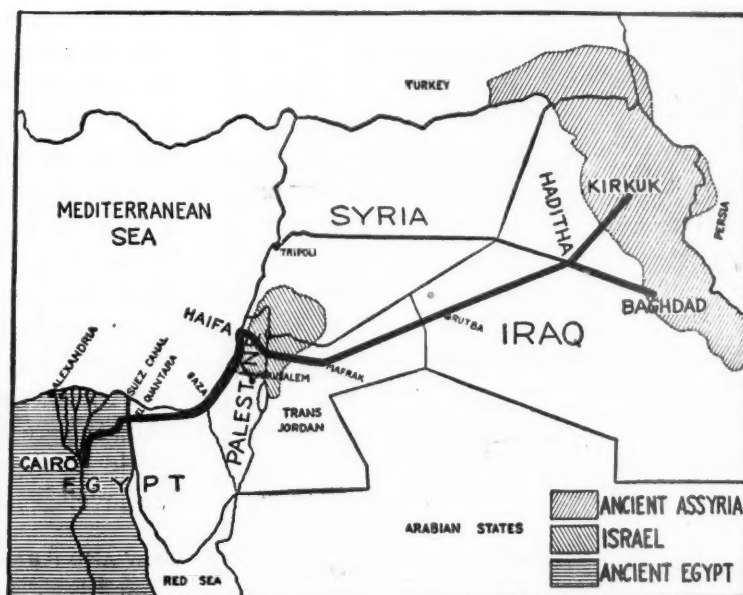 TURKEY
MEDITERRANEAN
SEA
SYRIA
HADITHA
KIRKUK
PERSIA
TRIPOLI
HAIFA
BAGHDAD
RUTBA
IRAQ
ALEXANDRIA
SUEZ CANAL
EL QUANTARA
GAZA
PALESTINE
JERUSALEM
MAFRAK
TRANS
JORDAN
CAIRO
EGYPT
RED SEA
ARABIAN STATES
ANCIENT ASSYRIA
ISRAEL
ANCIENT EGYPT